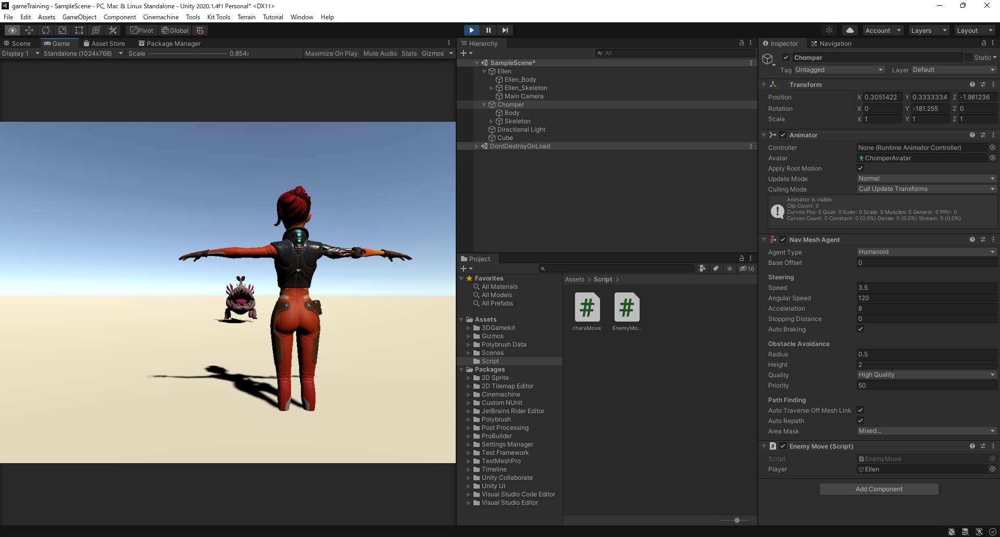 gameTraining - SampleScene - PC, Mac & Linux Standalone - Unity 2020.1.4f1 Personal* <DX11>
File Edit Assets GameObject Component Cinemachine Tools Kit Tools Terrain Tutorial Window Help
Pivot Global Account Layers Layout
Scene Game Asset Store Package Manager
Display 1 Standalone (1024x768) Scale 0.854x Maximize On Play Mute Audio Stats Gizmos
Hierarchy
All
SampleScene*
Ellen
Ellen_Body
Ellen_Skeleton
Main Camera
Chomper
Body
Skeleton
Directional Light
Cube
DontDestroyOnLoad
Project
16
Favorites
All Materials
All Models
All Prefabs
Assets
3DGamekit
Gizmos
Polybrush Data
Scenes
Script
Packages
2D Sprite
2D Tilemap Editor
Cinemachine
Custom NUnit
JetBrains Rider Editor
Polybrush
Post Processing
ProBuilder
Settings Manager
Test Framework
TextMeshPro
Timeline
Unity Collaborate
Unity UI
Visual Studio Code Editor
Visual Studio Editor
Assets > Script >
#
#
charaMove
EnemyMo...
Inspector Navigation
Chomper Static
Tag Untagged Layer Default
Transform
Position X 0.3051422 Y 0.3333334 Z -1.981236
Rotation X 0 Y -181.255 Z 0
Scale X 1 Y 1 Z 1
Animator
Controller None (Runtime Animator Controller)
Avatar ChomperAvatar
Apply Root Motion
Update Mode Normal
Culling Mode Cull Update Transforms
Animator is visible
Clip Count: 0
Curves Pos: 0 Quat: 0 Euler: 0 Scale: 0 Muscles: 0 Generic: 0 PPtr: 0
Curves Count: 0 Constant: 0 (0.0%) Dense: 0 (0.0%) Stream: 0 (0.0%)
Nav Mesh Agent
Agent Type Humanoid
Base Offset 0
Steering
Speed 3.5
Angular Speed 120
Acceleration 8
Stopping Distance 0
Auto Braking
Obstacle Avoidance
Radius 0.5
Height 2
Quality High Quality
Priority 50
Path Finding
Auto Traverse Off Mesh Link
Auto Repath
Area Mask Mixed...
# Enemy Move (Script)
Script EnemyMove
Player Ellen
Add Component